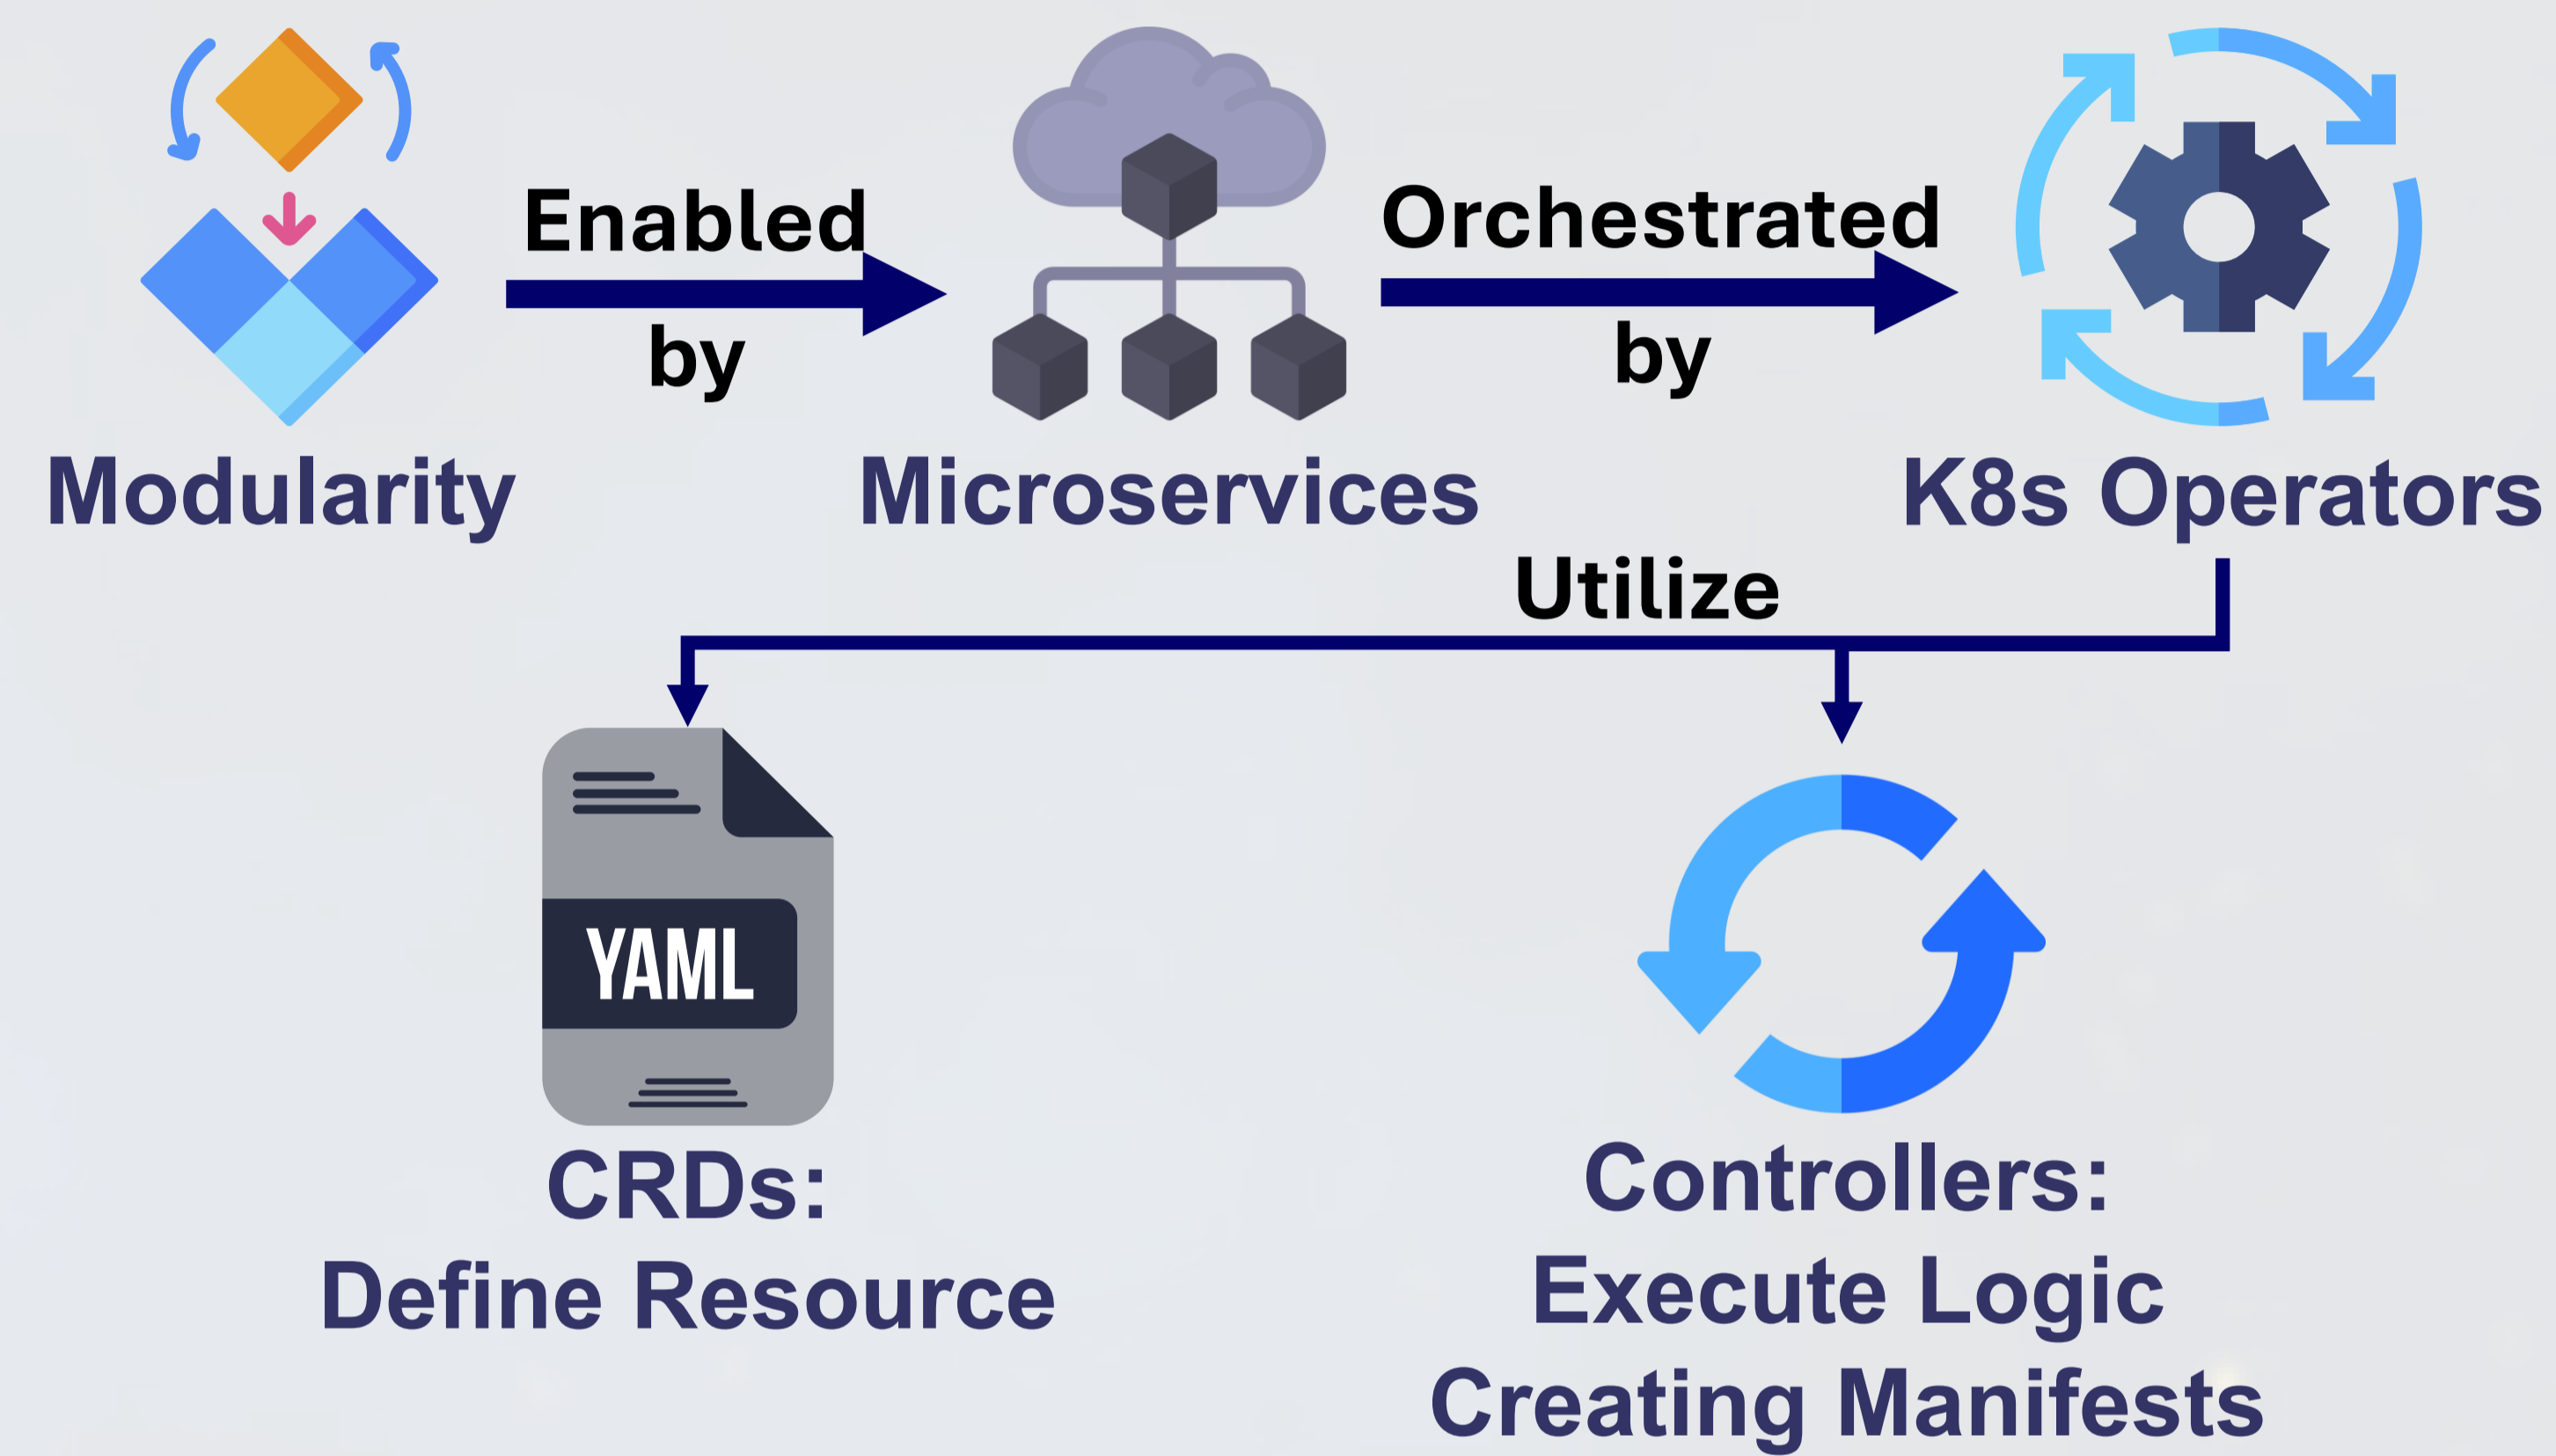 Enabled
by
Orchestrated
by
Modularity
Microservices
K8s Operators
Utilize
YAML
CRDs:
Define Resource
Controllers:
Execute Logic
Creating Manifests